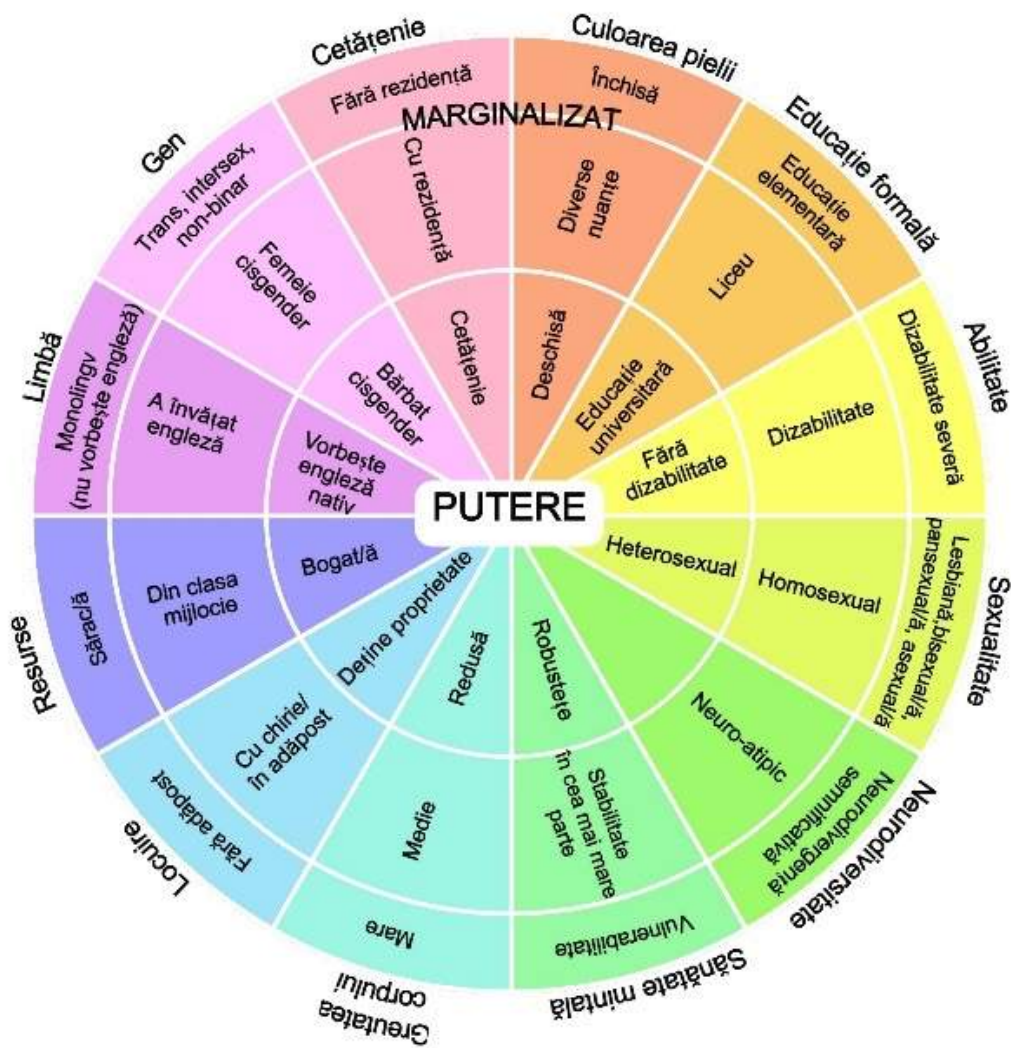 Cetățenie
Fără rezidență
Cu rezidență
Cetățenie
Culoarea pielii
Închisă
Diverse
nuanțe
Deschisă
MARGINALIZAT
Educație formală
Educație
elementară
Liceu
Educație
universitară
Abilitate
Dizabilitate severă
Dizabilitate
Fără
dizabilitate
Sexualitate
Lesbiană,bisexual/ă,
pansexual/ă, asexual/ă
Homosexual
Heterosexual
Neurodiversitate
Neurodivergență
semnificativă
Neuro-atipic
Sănătate mintală
Vulnerabilitate
Stabilitate
în cea mai mare
parte
Robustețe
Greutatea
corpului
Mare
Medie
Redusă
Locuire
Fără adăpost
Cu chirie/
în adăpost
Deține proprietate
Resurse
Sărac/ă
Din clasa
mijlocie
Bogat/ă
Limbă
Monolingv
(nu vorbește engleză)
A învățat
engleză
Vorbește
engleză
nativ
Gen
Trans, intersex,
non-binar
Femeie
cisgender
Bărbat
cisgender
PUTERE